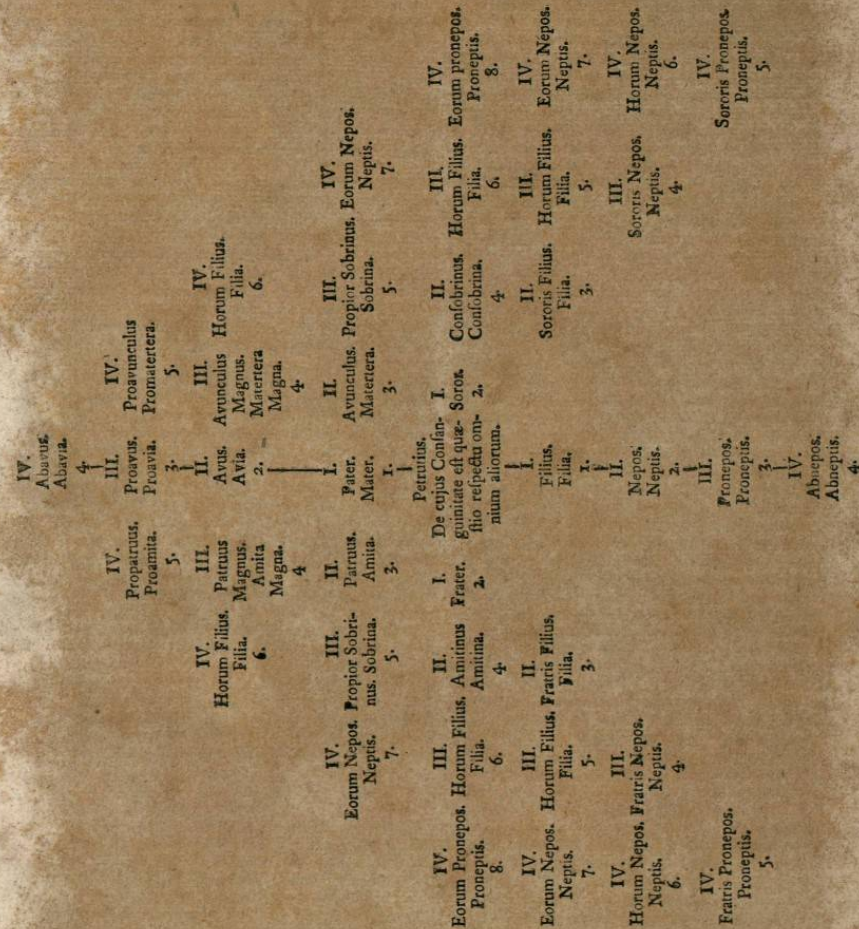 IV.
Abavus.
Abavia.
4.
IV.
Propatruus.
Proamita.
5.
III.
Proavus.
Proavia.
3.
IV.
Proavunculus
Promatertera.
5.
IV.
Horum Filius.
Filia.
6.
III.
Patruus
Magnus.
Amita
Magna.
4
II.
Avus.
Avia.
2.
III.
Avunculus
Magnus.
Matertera
Magna.
4
IV.
Horum Filius.
Filia.
6.
IV.
Eorum Nepos.
Neptis.
7.
III.
Propior Sobri-
nus. Sobrina.
5.
II.
Patruus.
Amita.
3.
I.
Pater.
Mater.
1.
II.
Avunculus.
Matertera.
3.
III.
Propior Sobrinus.
Sobrina.
5.
IV.
Eorum Nepos.
Neptis.
7.
IV.
Eorum Pronepos.
Proneptis.
8.
III.
Horum Filius.
Filia.
6.
II.
Amitinus
Amitina.
4
I.
Frater.
2.
Petrutius.
De cujus Consan-
guinitate est quæ-
stio respectu om-
nium aliorum.
I.
Soror.
2.
II.
Consobrinus.
Consobrina.
4
III.
Horum Filius.
Filia.
6.
IV.
Eorum pronepos.
Proneptis.
8.
IV.
Eorum Nepos.
Neptis.
7.
III.
Horum Filius.
Filia.
5.
II.
Fratris Filius.
Filia.
3.
I.
Filius.
Filia.
1.
II.
Sororis Filius.
Filia.
3.
III.
Horum Filius.
Filia.
5.
IV.
Eorum Nepos.
Neptis.
7.
IV.
Horum Nepos.
Neptis.
6.
III.
Fratris Nepos.
Neptis.
4.
II.
Nepos.
Neptis.
2.
III.
Sororis Nepos.
Neptis.
4.
IV.
Horum Nepos.
Neptis.
6.
IV.
Fratris Pronepos.
Proneptis.
5.
III.
Pronepos.
Proneptis.
3.
IV.
Sororis Pronepos.
Proneptis.
5.
IV.
Abnepos.
Abneptis.
4.